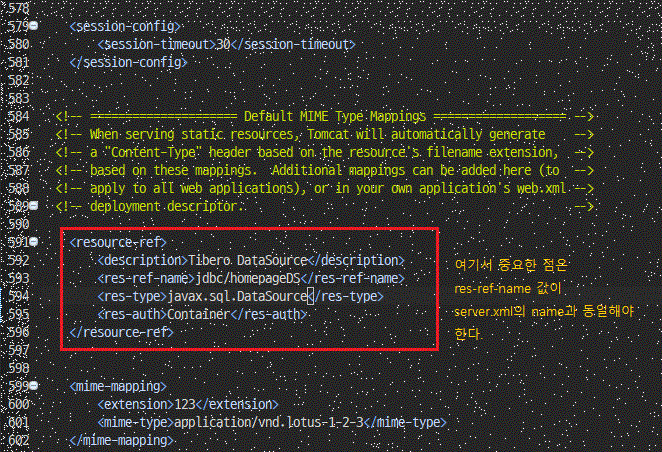 578
579 <session-config>
580 <session-timeout>30</session-timeout>
581 </session-config>
582
583
584 <!-- ==================== Default MIME Type Mappings =================== -->
585 <!-- When serving static resources, Tomcat will automatically generate -->
586 <!-- a "Content-Type" header based on the resource's filename extension, -->
587 <!-- based on these mappings. Additional mappings can be added here (to -->
588 <!-- apply to all web applications), or in your own application's web.xml -->
589 <!-- deployment descriptor. -->
590
591 <resource-ref>
592 <description>Tibero DataSource</description>
593 <res-ref-name>jdbc/homepageDS</res-ref-name>
594 <res-type>javax.sql.DataSource</res-type>
595 <res-auth>Container</res-auth>
596 </resource-ref>
597
여기서 중요한 점은
res-ref-name 값이
server.xml의 name과 동일해야
한다
598
599 <mime-mapping>
600 <extension>123</extension>
601 <mime-type>application/vnd.lotus-1-2-3</mime-type>
602 </mime-mapping>